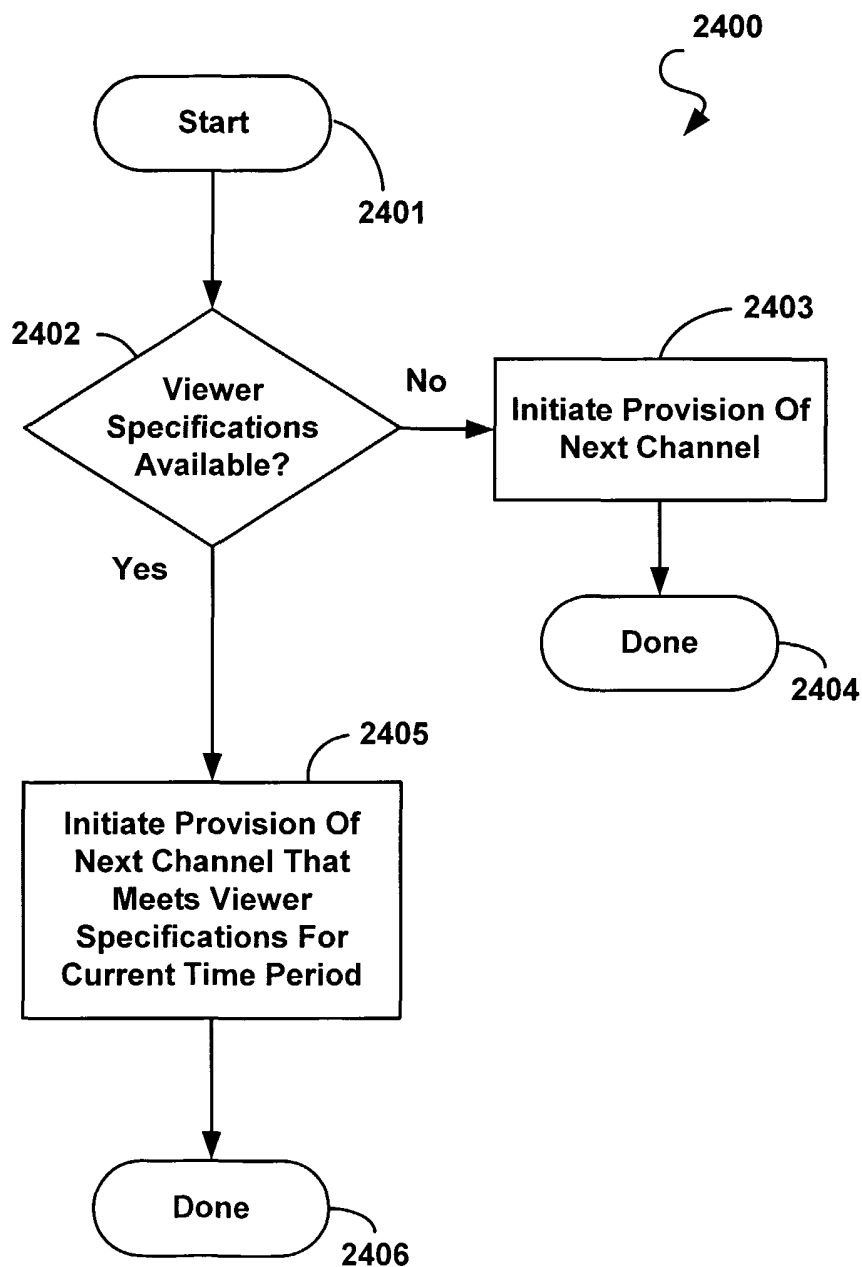 2400
Start
2401
2402
Viewer
Specifications
Available?
No
2403
Initiate Provision Of
Next Channel
Yes
Done
2404
2405
Initiate Provision Of
Next Channel That
Meets Viewer
Specifications For
Current Time Period
Done
2406